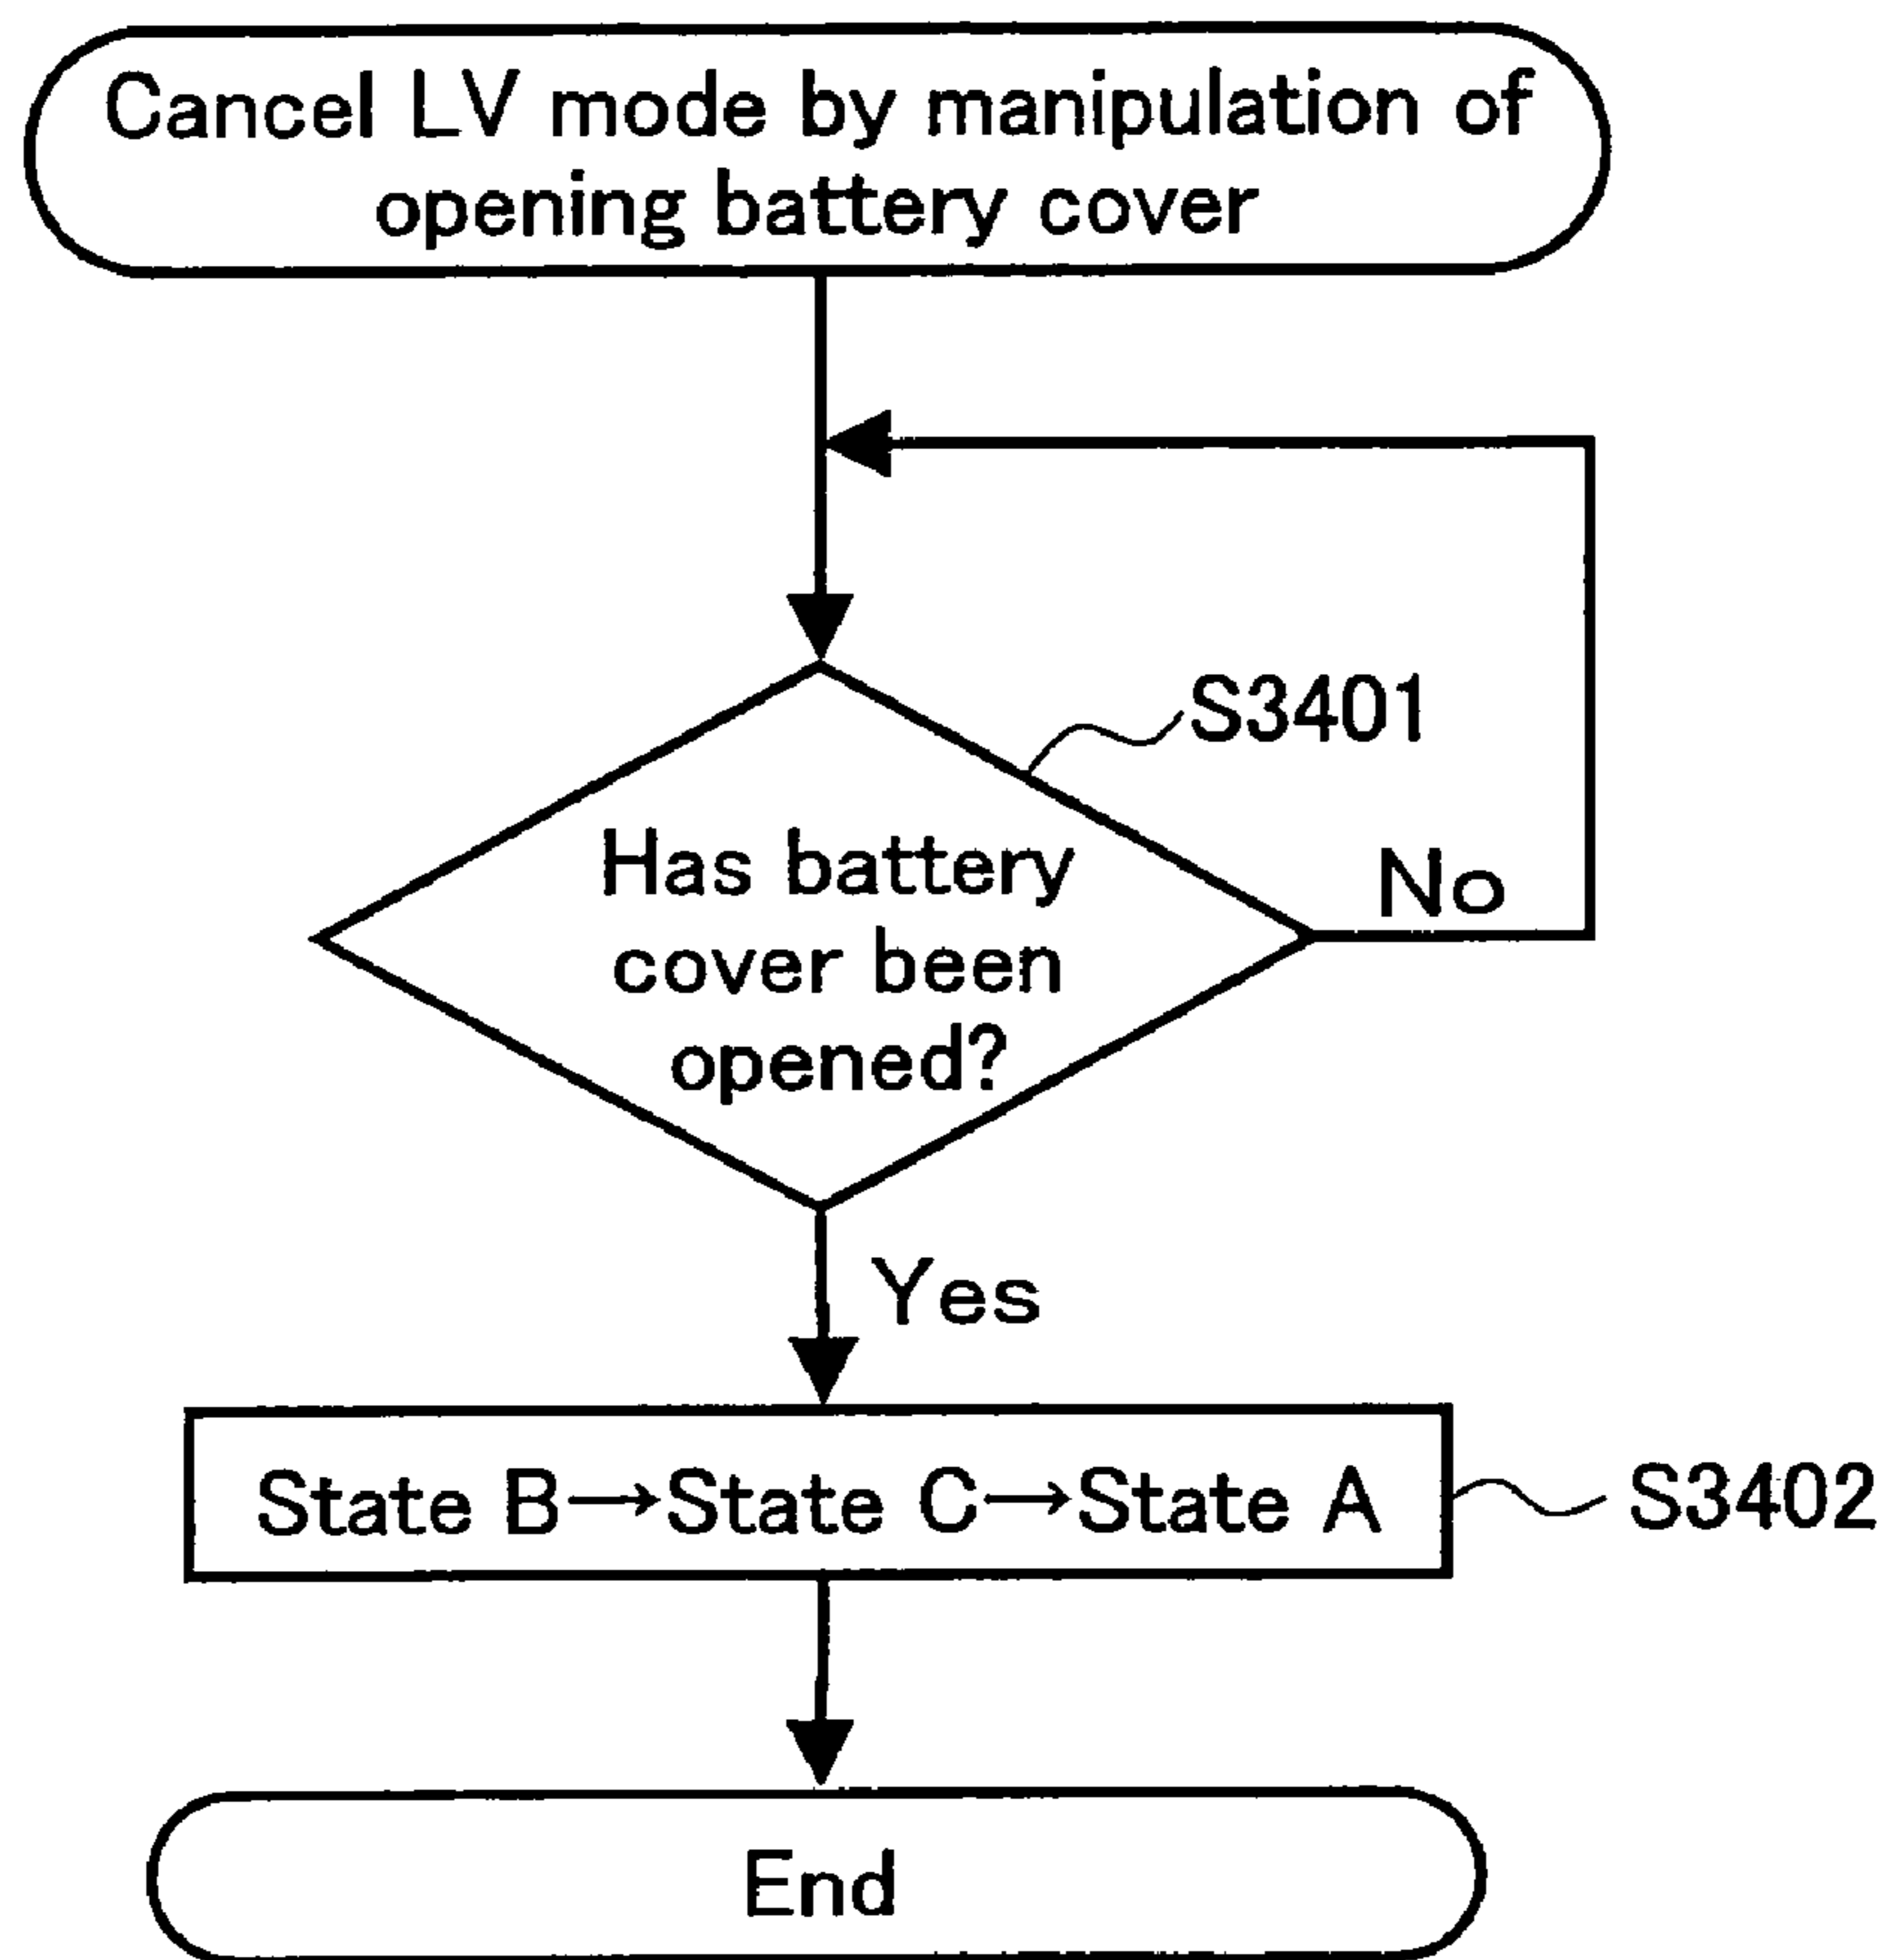 Cancel LV mode by manipulation of
opening battery cover
S3401
Has battery
cover been
opened?
No
Yes
State B→State C→State A
S3402
End